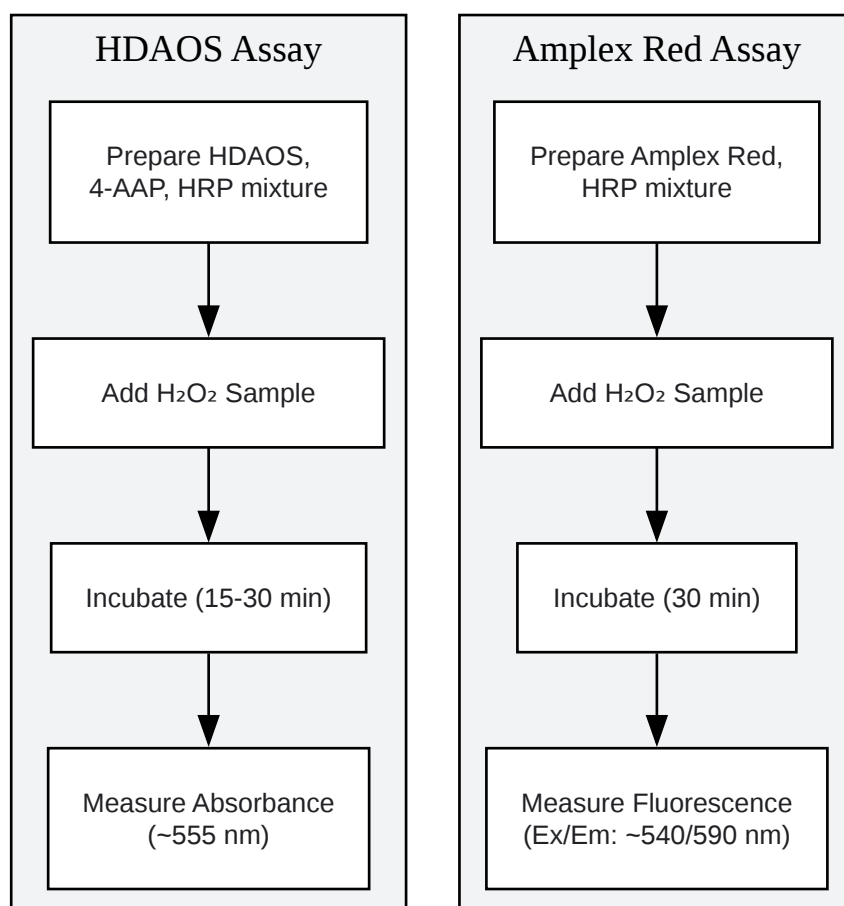 HDAOS Assay
Prepare HDAOS,
4-AAP, HRP mixture
Add H₂O₂ Sample
Incubate (15-30 min)
Measure Absorbance
(~555 nm)
Amplex Red Assay
Prepare Amplex Red,
HRP mixture
Add H₂O₂ Sample
Incubate (30 min)
Measure Fluorescence
(Ex/Em: ~540/590 nm)